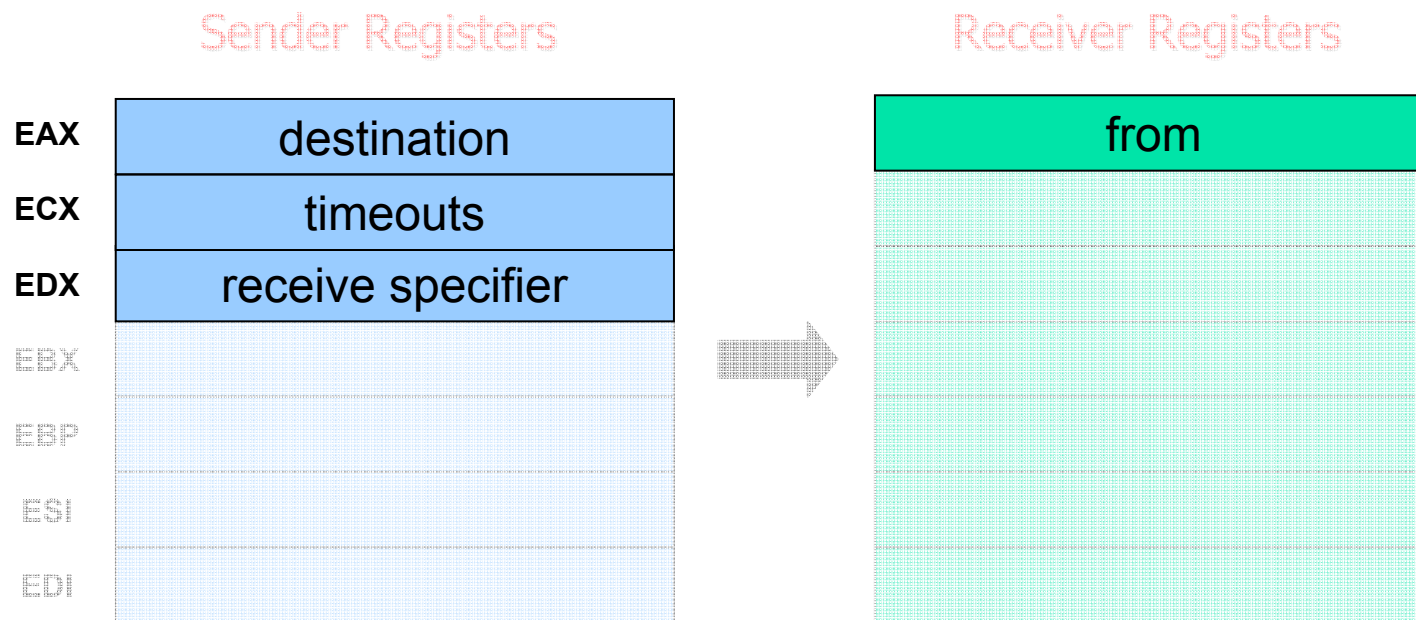 Sender Registers
Receiver Registers
EAX
destination
from
ECX
timeouts
EDX
receive specifier
EBX
EBP
ESI
EDI